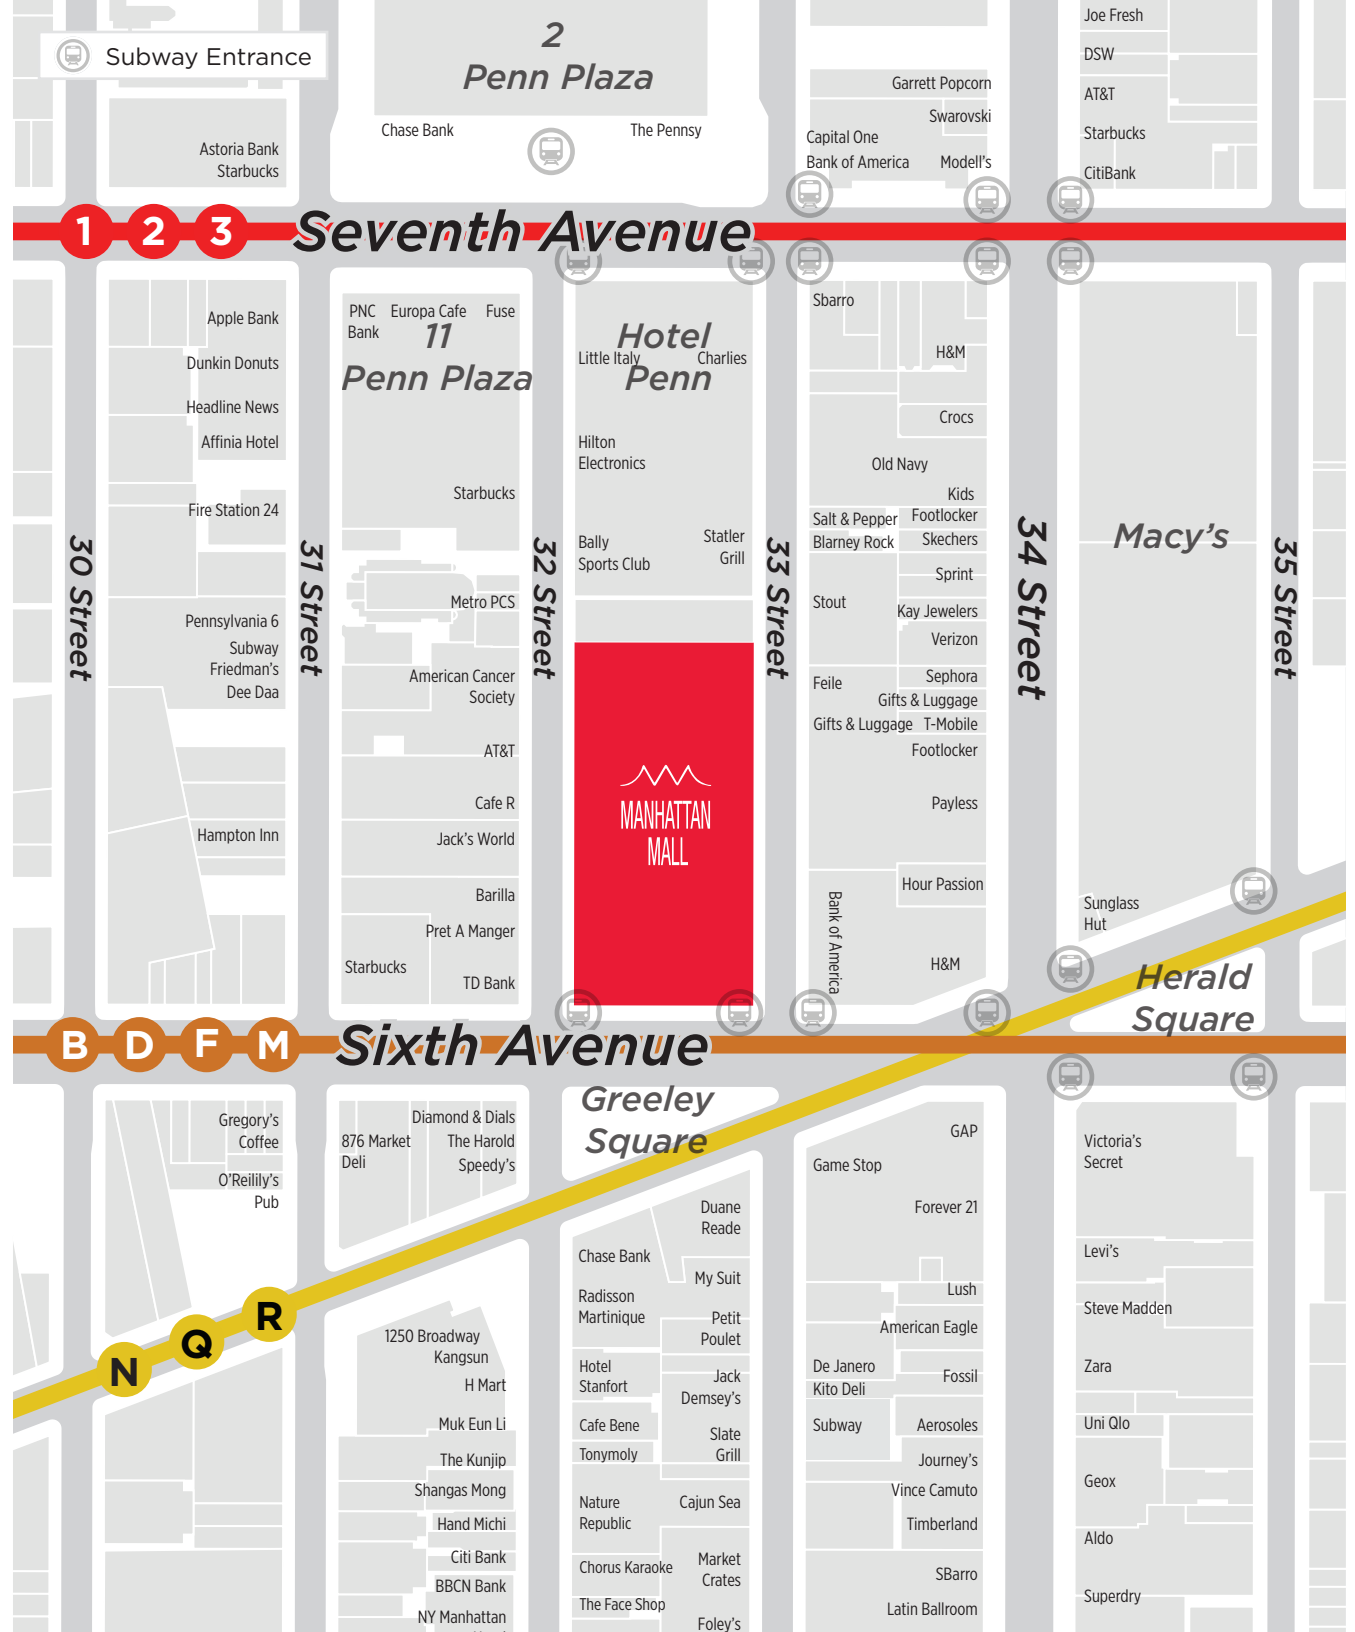 Subway Entrance
2
Penn Plaza
Chase Bank
The Pennsy
Astoria Bank
Starbucks
Garrett Popcorn
Swarovski
Capital One
Bank of America
Modell's
Joe Fresh
DSW
AT&T
Starbucks
CitiBank
1 2 3
Seventh Avenue
Apple Bank
Dunkin Donuts
Headline News
Affinia Hotel
Fire Station 24
Pennsylvania 6
Subway
Friedman's
Dee Daa
Hampton Inn
30 Street
31 Street
PNC
Bank
Europa Cafe
Fuse
11
Penn Plaza
Starbucks
Metro PCS
American Cancer
Society
AT&T
Cafe R
Jack's World
Barilla
Pret A Manger
Starbucks
TD Bank
32 Street
Hotel
Penn
Little Italy
Charlies
Hilton
Electronics
Bally
Sports Club
Statler
Grill
MANHATTAN
MALL
33 Street
Sbarro
H&M
Crocs
Old Navy
Kids
Footlocker
Salt & Pepper
Blarney Rock
Skechers
Sprint
Stout
Kay Jewelers
Verizon
Feile
Sephora
Gifts & Luggage
Gifts & Luggage
T-Mobile
Footlocker
Payless
Hour Passion
Bank of America
H&M
34 Street
Macy's
Sunglass
Hut
35 Street
Herald
Square
B D F M
Sixth Avenue
Greeley
Square
Gregory's
Coffee
O'Reilily's
Pub
876 Market
Deli
Diamond & Dials
The Harold
Speedy's
N Q R
1250 Broadway
Kangsun
H Mart
Muk Eun Li
The Kunjip
Shangas Mong
Hand Michi
Citi Bank
BBCN Bank
NY Manhattan
Duane
Reade
Chase Bank
My Suit
Radisson
Martinique
Petit
Poulet
Hotel
Stanfort
Jack
Demsey's
Cafe Bene
Slate
Grill
Tonymoly
Nature
Republic
Cajun Sea
Chorus Karaoke
Market
Crates
The Face Shop
Foley's
GAP
Game Stop
Forever 21
Lush
American Eagle
De Janero
Kito Deli
Fossil
Subway
Aerosoles
Journey's
Vince Camuto
Timberland
SBarro
Latin Ballroom
Victoria's
Secret
Levi's
Steve Madden
Zara
Uni Qlo
Geox
Aldo
Superdry